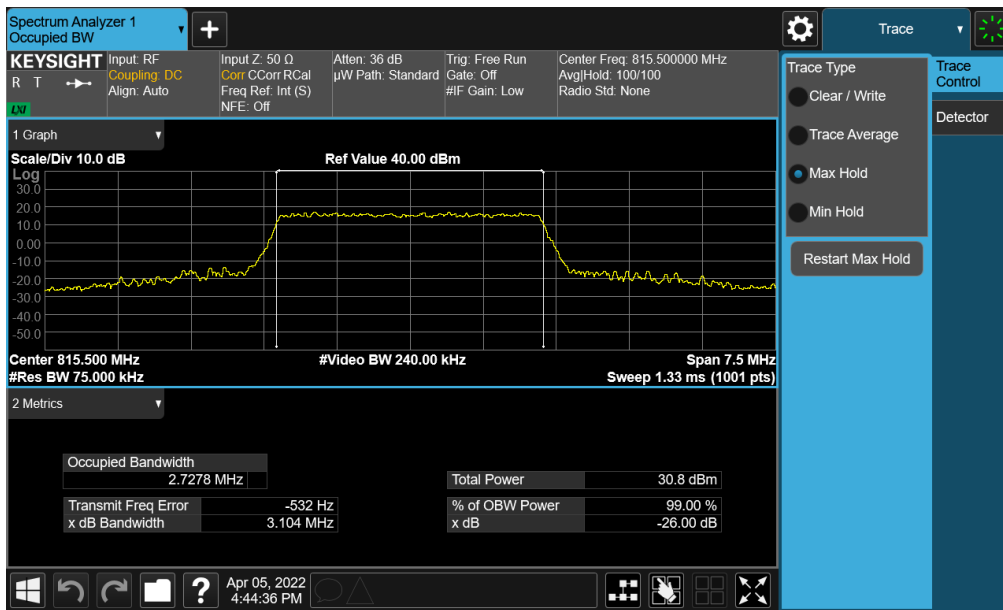 Spectrum Analyzer 1
Occupied BW
+
Trace
KEYSIGHT
R T
LXI
Input: RF
Coupling: DC
Align: Auto
Input Z: 50 Ω
Corr CCorr RCal
Freq Ref: Int (S)
NFE: Off
Atten: 36 dB
µW Path: Standard
Trig: Free Run
Gate: Off
#IF Gain: Low
Center Freq: 815.500000 MHz
Avg|Hold: 100/100
Radio Std: None
Trace Type
Clear / Write
Trace Average
Max Hold
Min Hold
Restart Max Hold
Trace
Control
Detector
1 Graph
Scale/Div 10.0 dB
Ref Value 40.00 dBm
Log
30.0
20.0
10.0
0.00
-10.0
-20.0
-30.0
-40.0
-50.0
Center 815.500 MHz
#Video BW 240.00 kHz
Span 7.5 MHz
#Res BW 75.000 kHz
Sweep 1.33 ms (1001 pts)
2 Metrics
Occupied Bandwidth
2.7278 MHz
Total Power 30.8 dBm
Transmit Freq Error -532 Hz
% of OBW Power 99.00 %
x dB Bandwidth 3.104 MHz
x dB -26.00 dB
?
Apr 05, 2022
4:44:36 PM